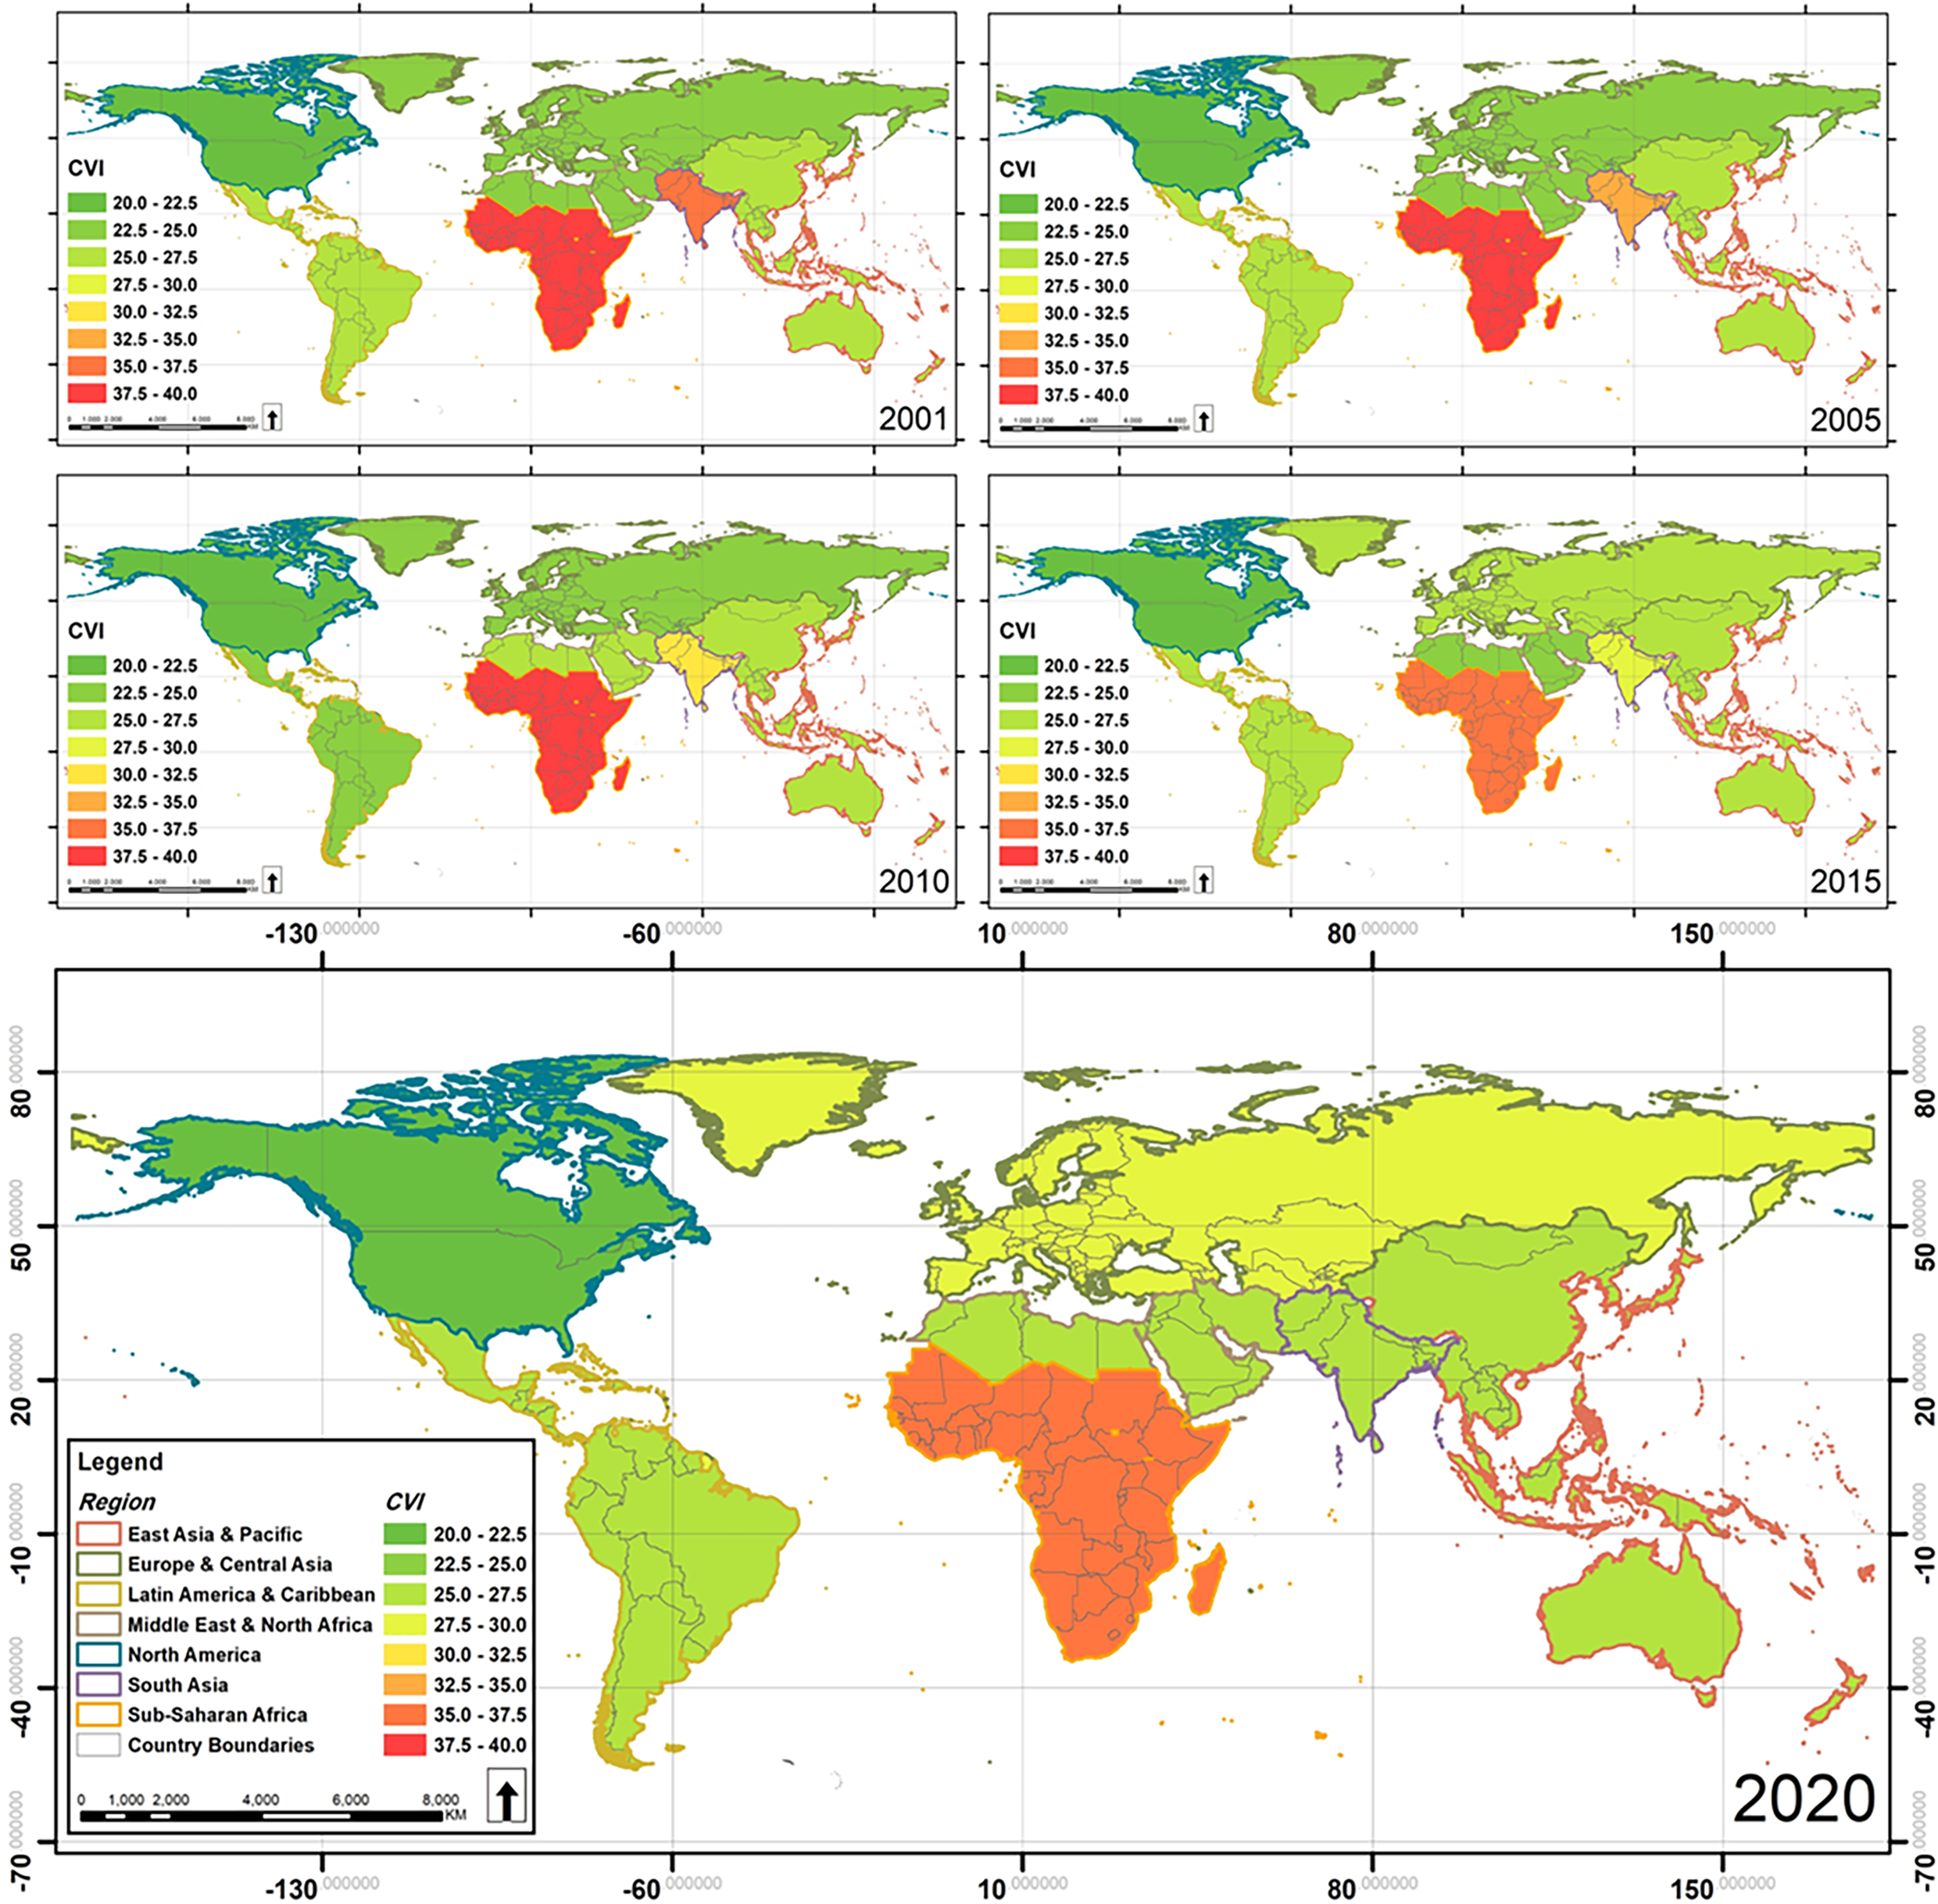 CVI
20.0 - 22.5
22.5 - 25.0
25.0 - 27.5
27.5 - 30.0
30.0 - 32.5
32.5 - 35.0
35.0 - 37.5
37.5 - 40.0
0 1.000 2.000 4.000 6.000 8.000 KM
2001
CVI
20.0 - 22.5
22.5 - 25.0
25.0 - 27.5
27.5 - 30.0
30.0 - 32.5
32.5 - 35.0
35.0 - 37.5
37.5 - 40.0
0 1.000 2.000 4.000 6.000 8.000 KM
2005
CVI
20.0 - 22.5
22.5 - 25.0
25.0 - 27.5
27.5 - 30.0
30.0 - 32.5
32.5 - 35.0
35.0 - 37.5
37.5 - 40.0
0 1.000 2.000 4.000 6.000 8.000 KM
2010
CVI
20.0 - 22.5
22.5 - 25.0
25.0 - 27.5
27.5 - 30.0
30.0 - 32.5
32.5 - 35.0
35.0 - 37.5
37.5 - 40.0
0 1.000 2.000 4.000 6.000 8.000 KM
2015
-130.000000 -60.000000 10.000000 80.000000 150.000000
80.000000
50.000000
20.000000
-10.000000
-40.000000
-70.000000
80.000000
50.000000
20.000000
-10.000000
-40.000000
-70.000000
Legend
Region CVI
East Asia & Pacific 20.0 - 22.5
Europe & Central Asia 22.5 - 25.0
Latin America & Caribbean 25.0 - 27.5
Middle East & North Africa 27.5 - 30.0
North America 30.0 - 32.5
South Asia 32.5 - 35.0
Sub-Saharan Africa 35.0 - 37.5
Country Boundaries 37.5 - 40.0
0 1,000 2,000 4,000 6,000 8,000 KM
2020
-130.000000 -60.000000 10.000000 80.000000 150.000000